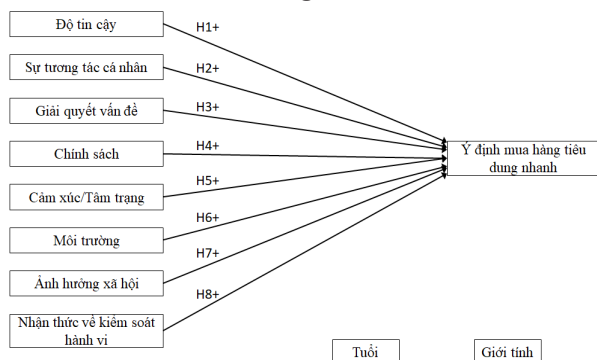 Độ tin cậy
H1+
Sự tương tác cá nhân
H2+
Giải quyết vấn đề
H3+
Chính sách
H4+
Ý định mua hàng tiêu
dung nhanh
Cảm xúc/Tâm trạng
H5+
Môi trường
H6+
Ảnh hưởng xã hội
H7+
H8+
Nhận thức về kiểm soát
hành vi
Tuổi
Giới tính